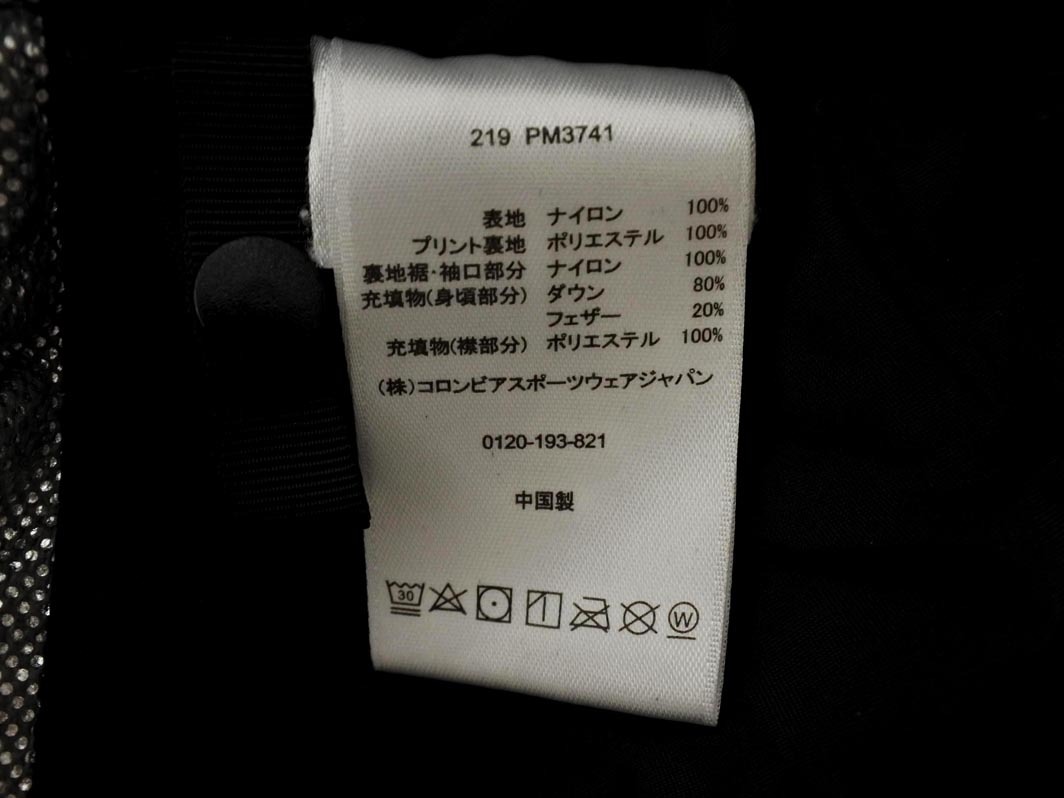 219 PM3741
表地 ナイロン 100%
プリント裏地 ポリエステル 100%
裏地裾・袖口部分 ナイロン 100%
充填物(身頃部分) ダウン 80%
フェザー 20%
充填物(襟部分) ポリエステル 100%
(株)コロンビアスポーツウェアジャパン
0120-193-821
中国製
30 W